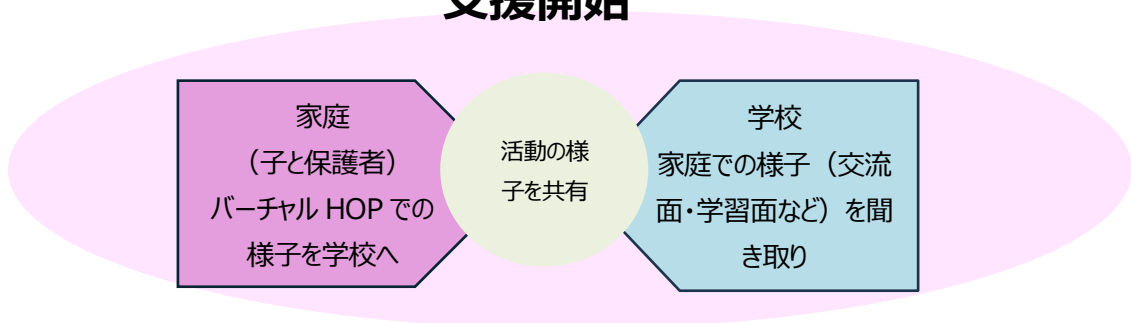 支援開始
家庭
（子と保護者）
バーチャル HOP での
様子を学校へ
活動の様
子を共有
学校
家庭での様子（交流
面・学習面など）を聞
き取り